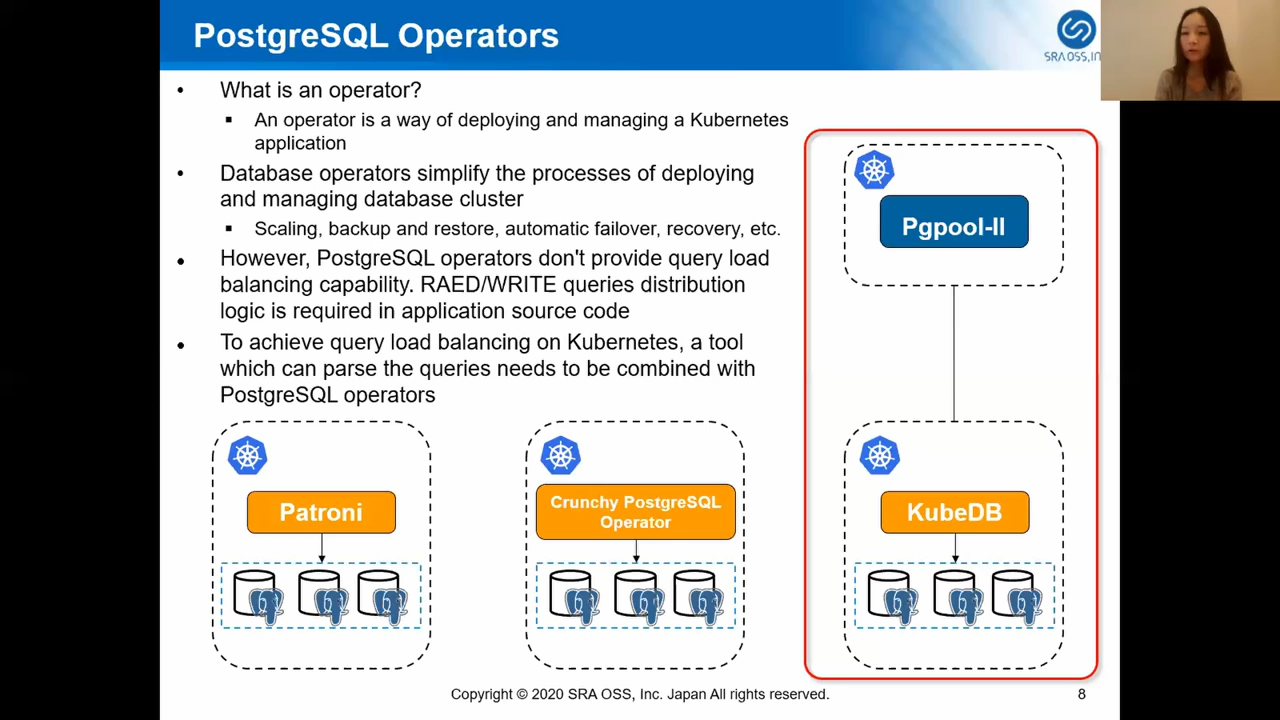 PostgreSQL Operators
SRA OSS, IN
What is an operator?
An operator is a way of deploying and managing a Kubernetes
application
Database operators simplify the processes of deploying
and managing database cluster
Scaling, backup and restore, automatic failover, recovery, etc.
However, PostgreSQL operators don't provide query load
balancing capability. RAED/WRITE queries distribution
logic is required in application source code
To achieve query load balancing on Kubernetes, a tool
which can parse the queries needs to be combined with
PostgreSQL operators
Pgpool-II
Patroni
Crunchy PostgreSQL
Operator
KubeDB
Copyright © 2020 SRA OSS, Inc. Japan All rights reserved.
8